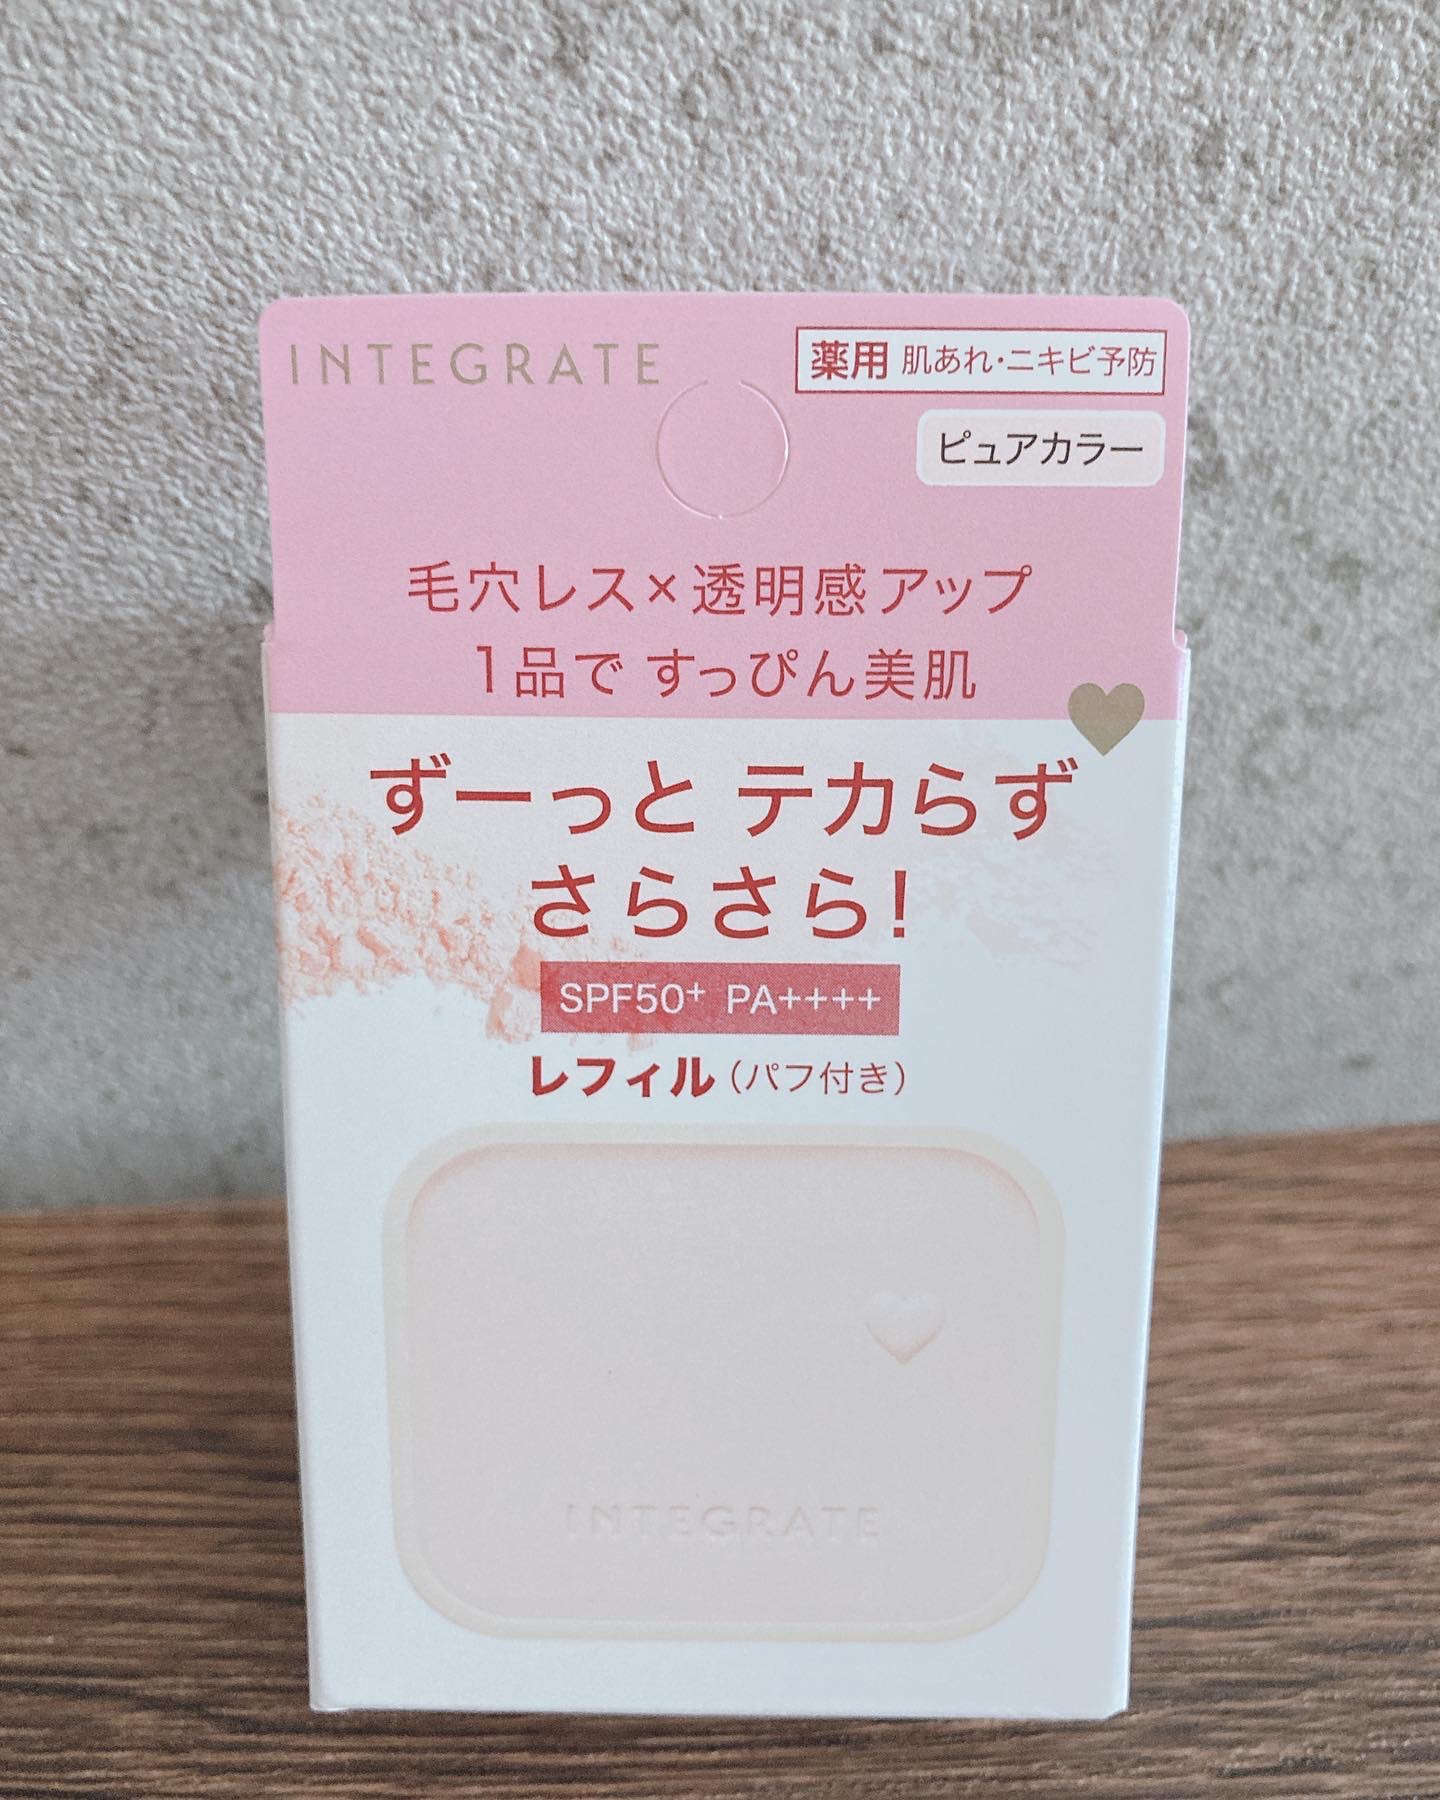 INTEGRATE
薬用 肌あれ・ニキビ予防
ピュアカラー
毛穴レス×透明感アップ
1品で すっぴん美肌
ずーっと テカらず
さらさら!
SPF50+ PA++++
レフィル(パフ付き)
INTEGRATE